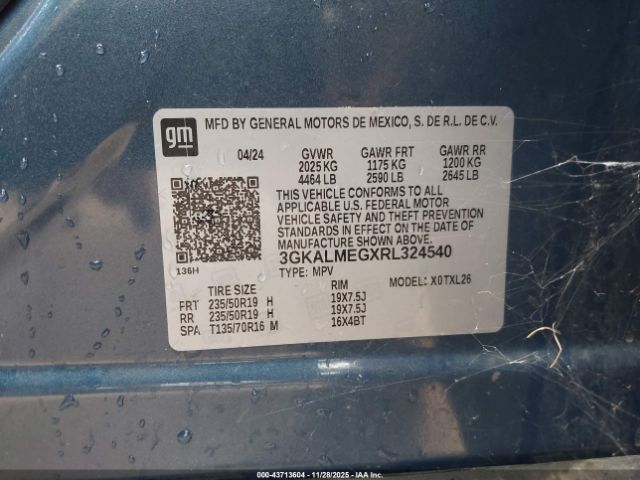 gm
MFD BY GENERAL MOTORS DE MEXICO, S. DE R.L. DE C.V.
04/24 GVWR GAWR FRT GAWR RR
2025 KG 1175 KG 1200 KG
4464 LB 2590 LB 2645 LB
THIS VEHICLE CONFORMS TO ALL
APPLICABLE U.S. FEDERAL MOTOR
VEHICLE SAFETY AND THEFT PREVENTION
STANDARDS IN EFFECT ON THE DATE OF
MANUFACTURE SHOWN ABOVE.
3GKALMEGXRL324540
136H
TYPE: MPV MODEL: X0TXL26
TIRE SIZE RIM
FRT 235/50R19 H 19X7.5J
RR 235/50R19 H 19X7.5J
SPA T135/70R16 M 16X4BT
000-43713604 | 11/28/2025 | IAAI.COM